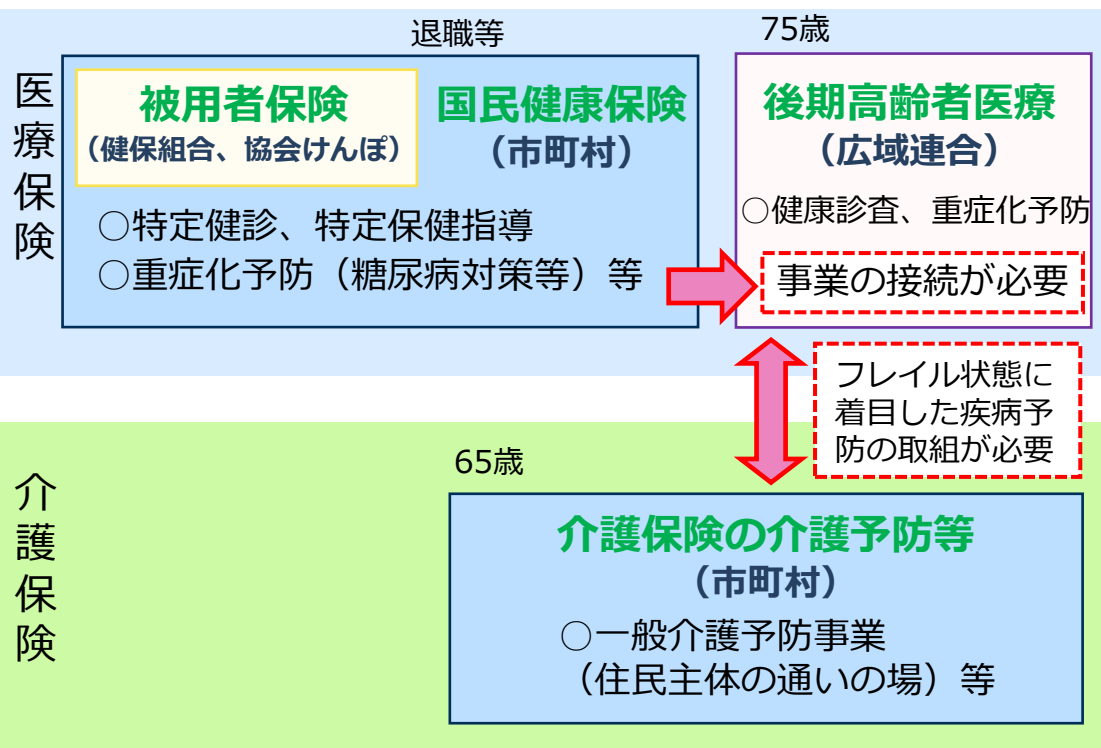 退職等
75歳
医療保険
被用者保険
（健保組合、協会けんぽ）
国民健康保険
（市町村）
○特定健診、特定保健指導
○重症化予防（糖尿病対策等）等
後期高齢者医療
（広域連合）
○健康診査、重症化予防
事業の接続が必要
フレイル状態に
着目した疾病予
防の取組が必要
介護保険
65歳
介護保険の介護予防等
（市町村）
○一般介護予防事業
（住民主体の通いの場）等